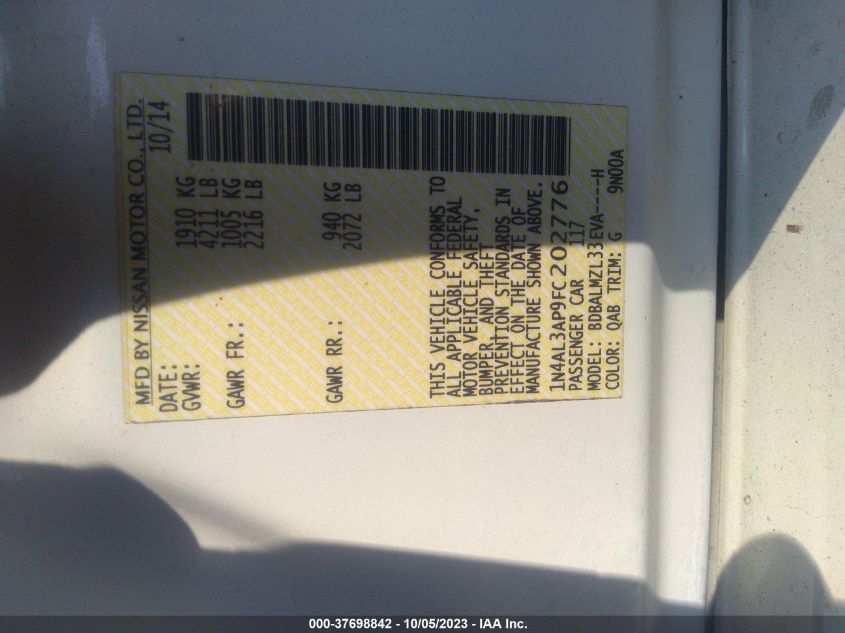 MFD BY NISSAN MOTOR CO., LTD.
DATE: 10/14
GVWR: 1910 KG
4211 LB
GAWR FR.: 1005 KG
2216 LB
GAWR RR.: 940 KG
2072 LB
THIS VEHICLE CONFORMS TO
ALL APPLICABLE FEDERAL
MOTOR VEHICLE SAFETY,
BUMPER, AND THEFT
PREVENTION STANDARDS IN
EFFECT ON THE DATE OF
MANUFACTURE SHOWN ABOVE.
1N4AL3AP9FC202776
PASSENGER CAR 117
MODEL: BDBALMZL33EVA----H
COLOR: QAB TRIM: G 9N00A
000-37698842 - 10/05/2023 - IAA Inc.